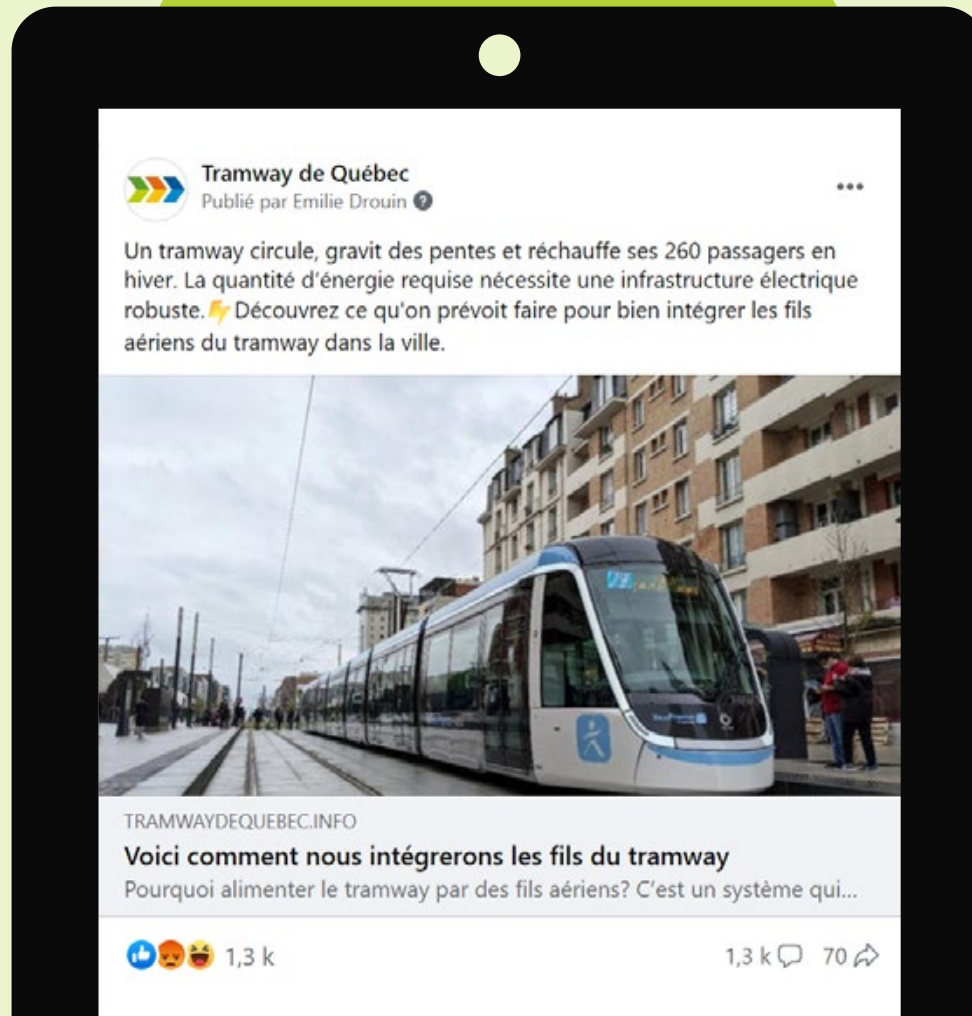 Tramway de Québec
Publié par Emilie Drouin
Un tramway circule, gravit des pentes et réchauffe ses 260 passagers en
hiver. La quantité d'énergie requise nécessite une infrastructure électrique
robuste.⚡ Découvrez ce qu'on prévoit faire pour bien intégrer les fils
aériens du tramway dans la ville.
TRAMWAYDEQUEBEC.INFO
Voici comment nous intégrerons les fils du tramway
Pourquoi alimenter le tramway par des fils aériens? C'est un système qui...
1,3 k
1,3 k 70